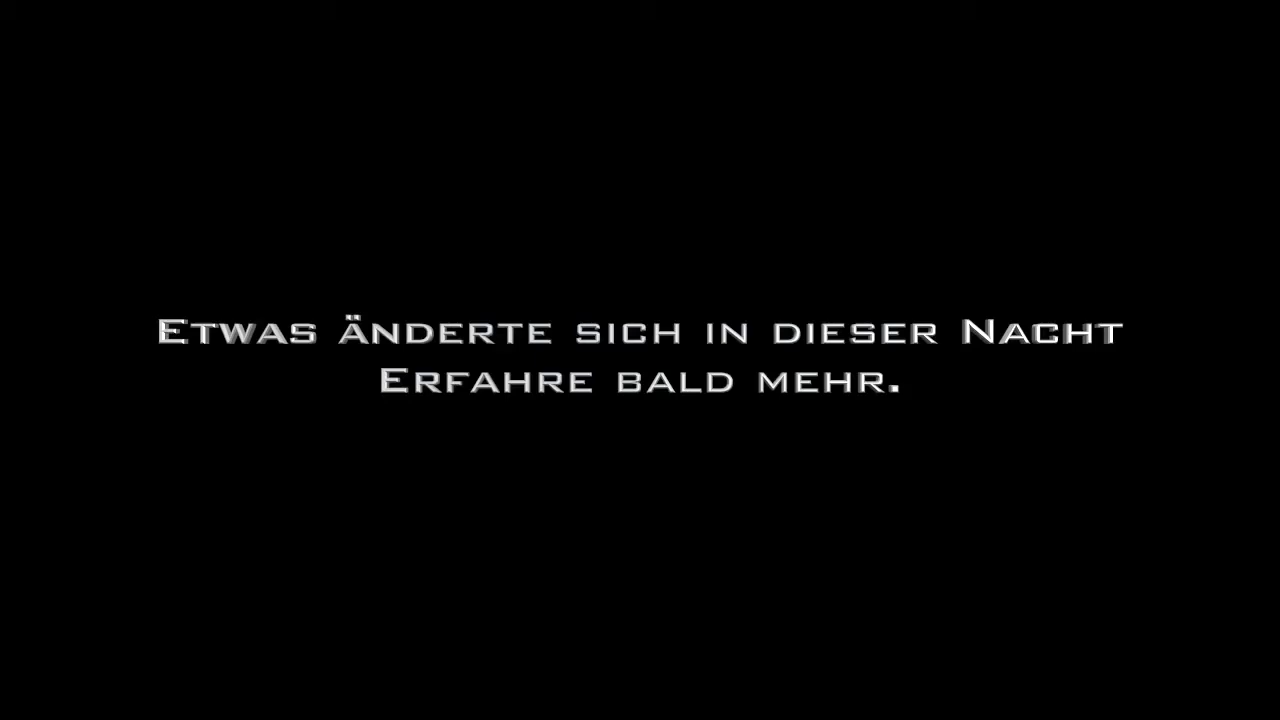 Etwas änderte sich in dieser Nacht
Erfahre bald mehr.